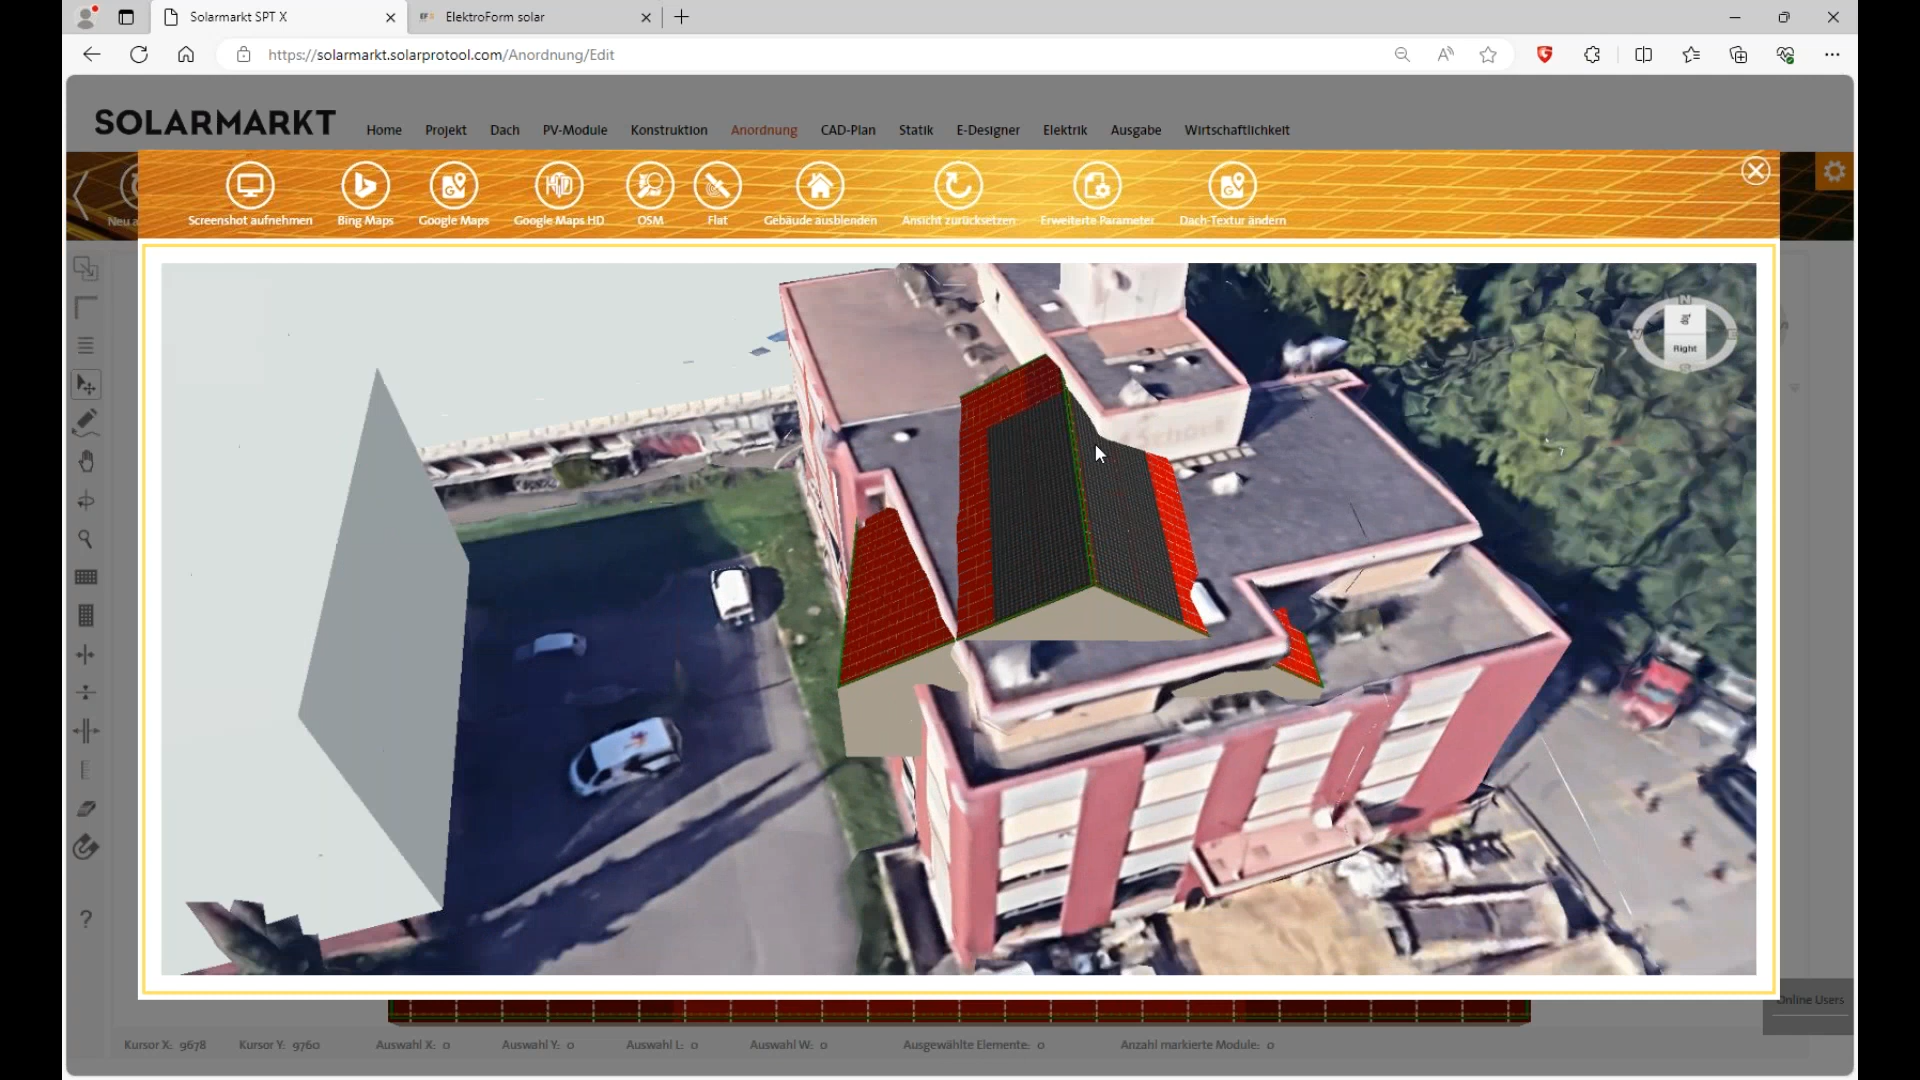 Solarmarkt SPT X
ElektroForm solar
https://solarmarkt.solarprotool.com/Anordnung/Edit
SOLARMARKT
Home Projekt Dach PV-Module Konstruktion Anordnung CAD-Plan Statik E-Designer Elektrik Ausgabe Wirtschaftlichkeit
Neu
Screenshot aufnehmen Bing Maps Google Maps Google Maps HD OSM Flat Gebäude ausblenden Ansicht zurücksetzen Erweiterte Parameter Dach-Textur ändern
N
Right
S
School
Online Users
Kursor X: 9678 Kursor Y: 9760 Auswahl X: 0 Auswahl Y: 0 Auswahl L: 0 Auswahl W: 0 Ausgewählte Elemente: 0 Anzahl markierte Module: 0